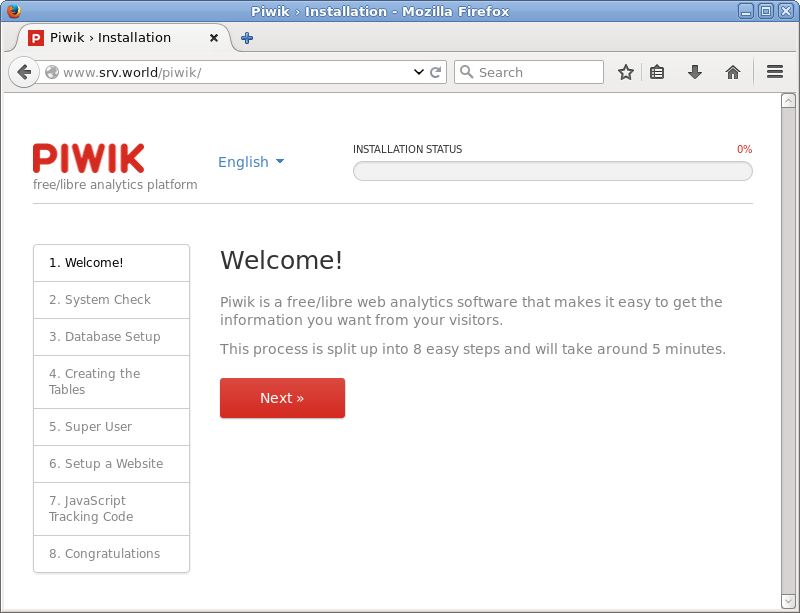 Piwik › Installation - Mozilla Firefox
Piwik › Installation
www.srv.world/piwik/
Search
PIWIK
free/libre analytics platform
English
INSTALLATION STATUS
0%
1. Welcome!
2. System Check
3. Database Setup
4. Creating the
Tables
5. Super User
6. Setup a Website
7. JavaScript
Tracking Code
8. Congratulations
Welcome!
Piwik is a free/libre web analytics software that makes it easy to get the
information you want from your visitors.
This process is split up into 8 easy steps and will take around 5 minutes.
Next »